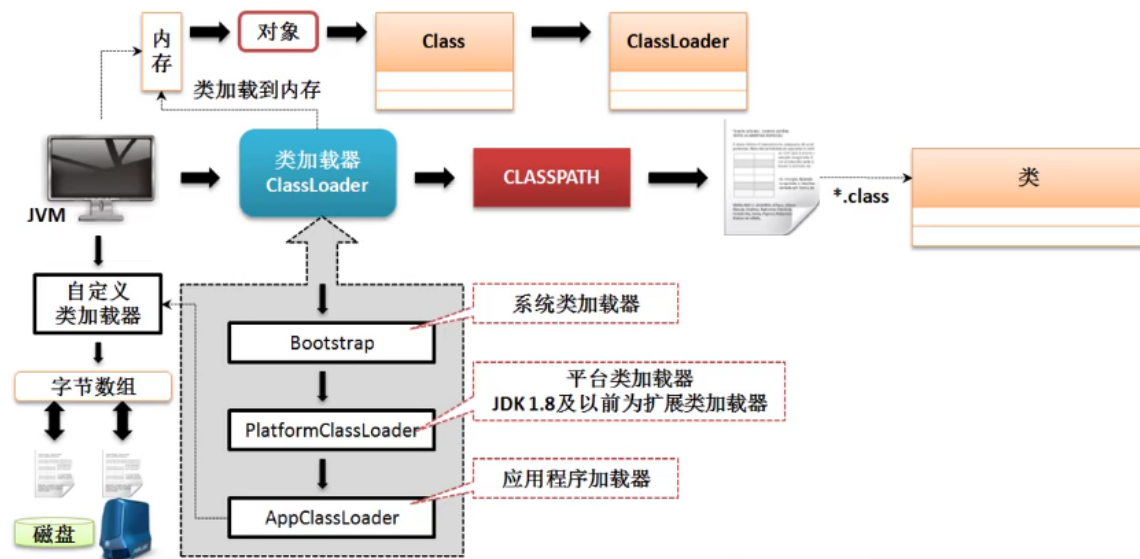 内
存
对象
Class
ClassLoader
类加载到内存
JVM
类加载器
ClassLoader
CLASSPATH
*.class
类
自定义
类加载器
字节数组
磁盘
Bootstrap
系统类加载器
PlatformClassLoader
平台类加载器
JDK 1.8及以前为扩展类加载器
AppClassLoader
应用程序加载器